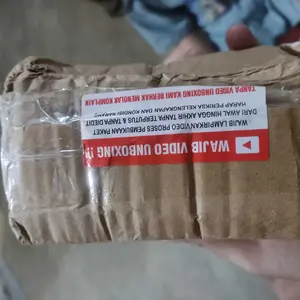 WAJIB VIDEO UNBOXING !!
WAJIB LAMPIRKAN VIDEO PROSES PEMBUKAAN PAKET
DARI AWAL HINGGA AKHIR TANPA TERPUTUS & TANPA DIEDIT
HARAP PERIKSA KELENGKAPAN DAN KONDISI BARANG
TANPA VIDEO UNBOXING KAMI BERHAK MENOLAK KOMPLAIN